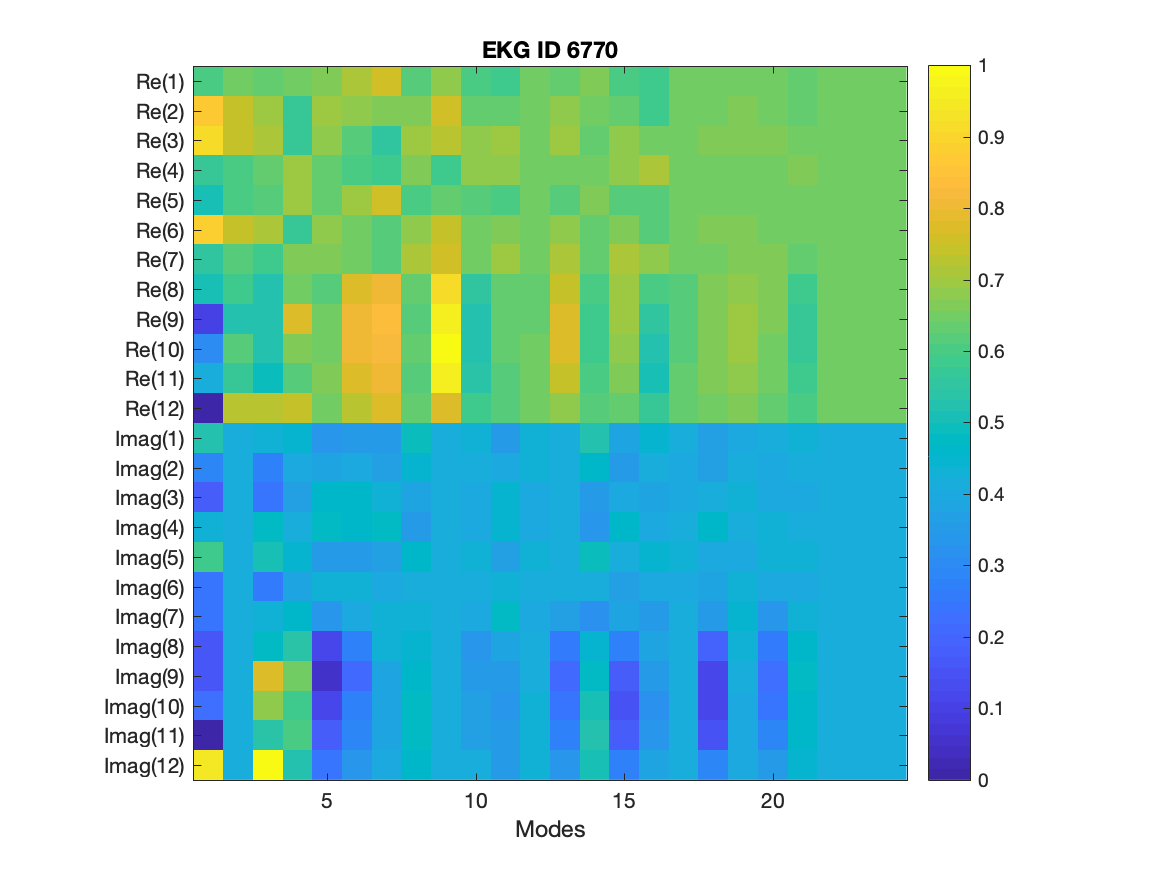 EKG ID 6770
Re(1)
Re(2)
Re(3)
Re(4)
Re(5)
Re(6)
Re(7)
Re(8)
Re(9)
Re(10)
Re(11)
Re(12)
Imag(1)
Imag(2)
Imag(3)
Imag(4)
Imag(5)
Imag(6)
Imag(7)
Imag(8)
Imag(9)
Imag(10)
Imag(11)
Imag(12)
5 10 15 20
Modes
1
0.9
0.8
0.7
0.6
0.5
0.4
0.3
0.2
0.1
0